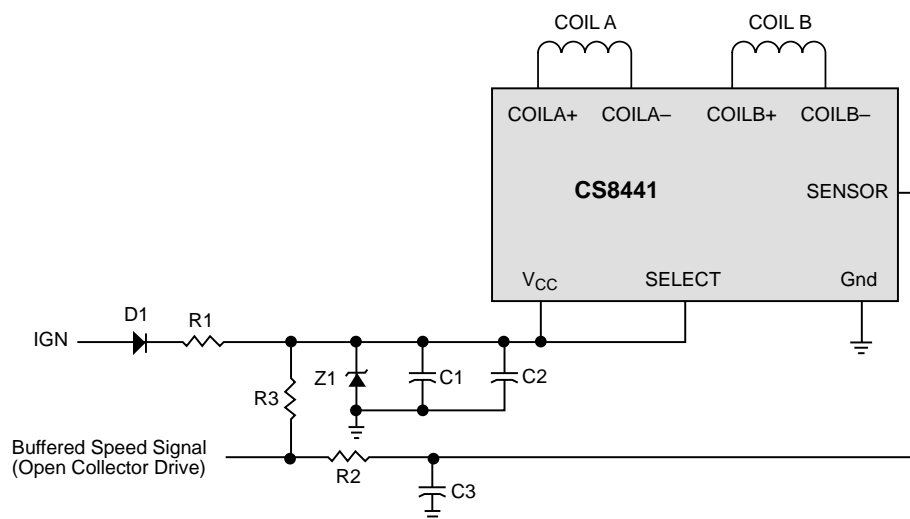 COIL A
COIL B
COILA+
COILA–
COILB+
COILB–
CS8441
SENSOR
VCC
SELECT
Gnd
D1
R1
IGN
R3
Z1
C1
C2
Buffered Speed Signal
(Open Collector Drive)
R2
C3